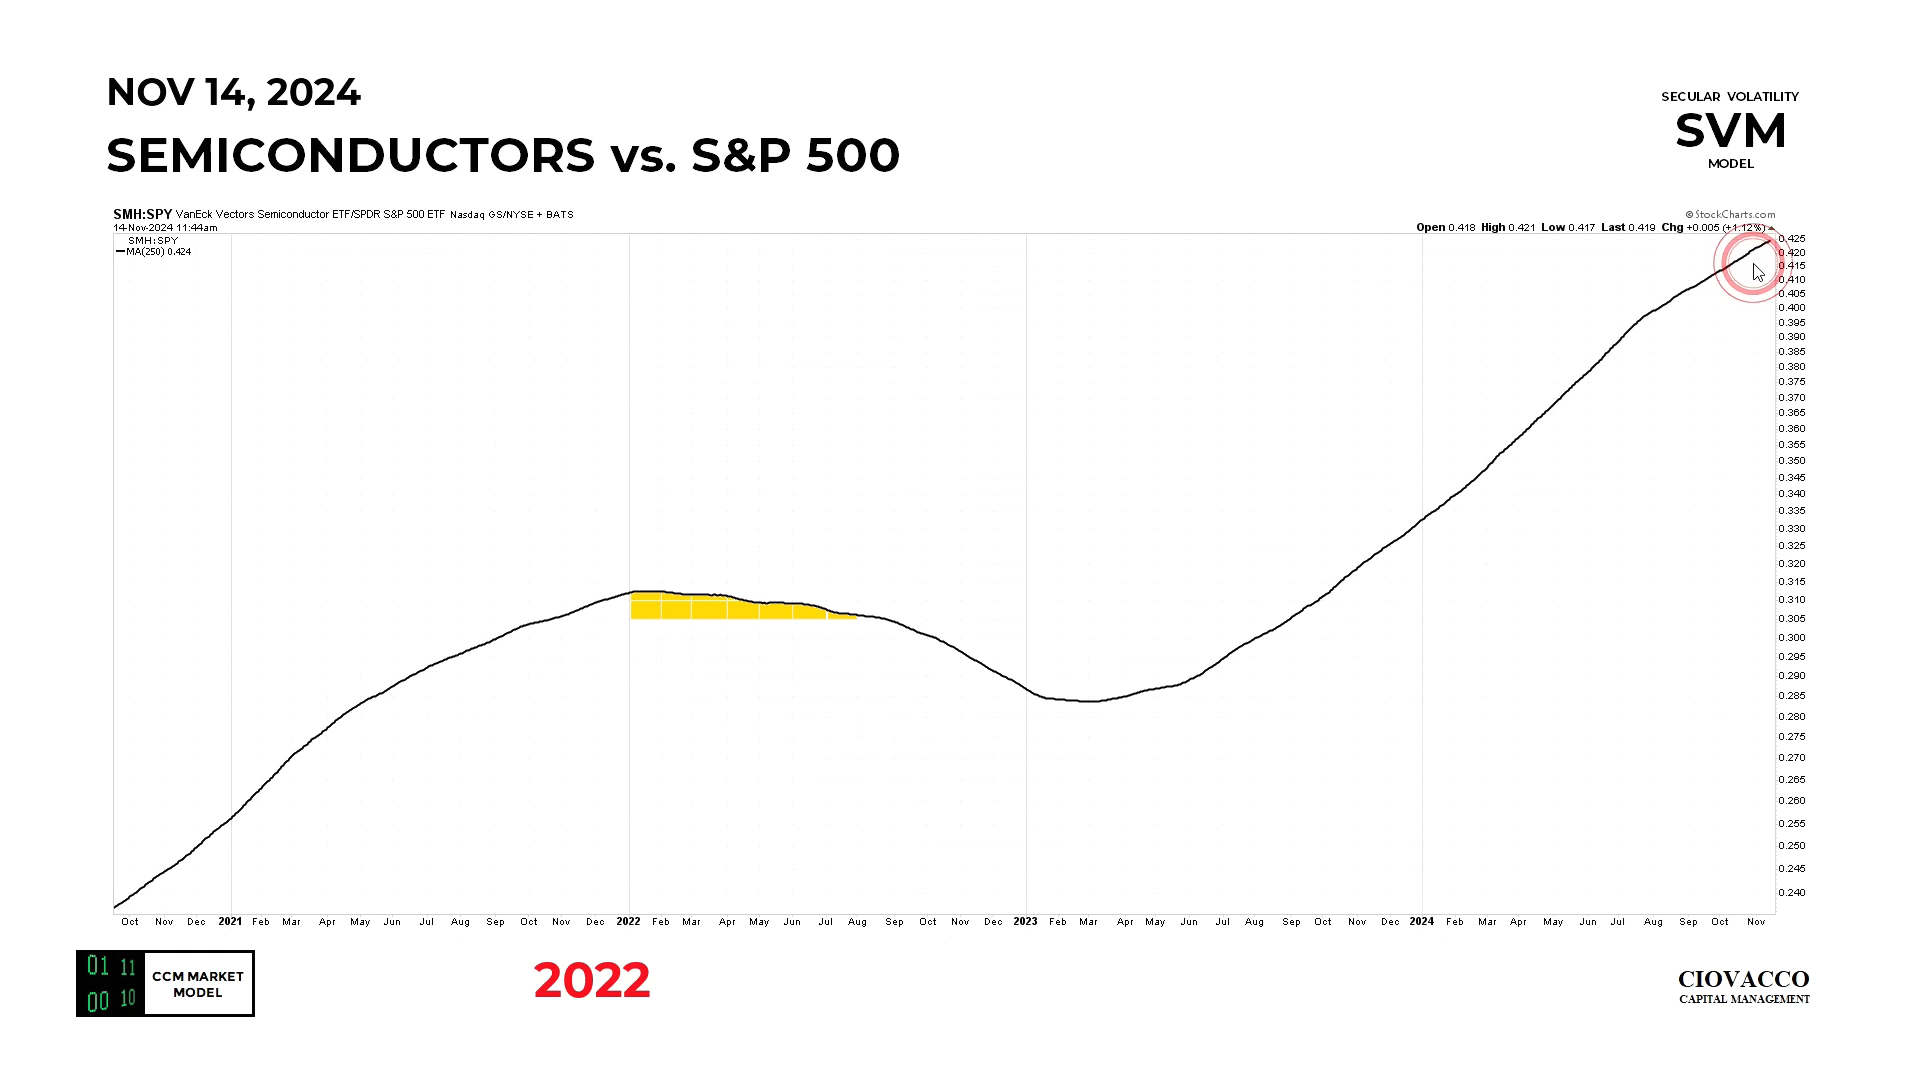 NOV 14, 2024
SEMICONDUCTORS vs. S&P 500
SECULAR VOLATILITY
SVM
MODEL
SMH:SPY VanEck Vectors Semiconductor ETF/SPDR S&P 500 ETF Nasdaq GS/NYSE + BATS
© StockCharts.com
14-Nov-2024 11:44am
Open 0.418 High 0.421 Low 0.417 Last 0.419 Chg +0.005 (+1.12%)
SMH:SPY
MA(250) 0.424
0.425
0.420
0.415
0.410
0.405
0.400
0.395
0.390
0.385
0.380
0.375
0.370
0.365
0.360
0.355
0.350
0.345
0.340
0.335
0.330
0.325
0.320
0.315
0.310
0.305
0.300
0.295
0.290
0.285
0.280
0.275
0.270
0.265
0.260
0.255
0.250
0.245
0.240
Oct Nov Dec 2021 Feb Mar Apr May Jun Jul Aug Sep Oct Nov Dec 2022 Feb Mar Apr May Jun Jul Aug Sep Oct Nov Dec 2023 Feb Mar Apr May Jun Jul Aug Sep Oct Nov Dec 2024 Feb Mar Apr May Jun Jul Aug Sep Oct Nov
01 11
00 10
CCM MARKET
MODEL
2022
CIOVACCO
CAPITAL MANAGEMENT